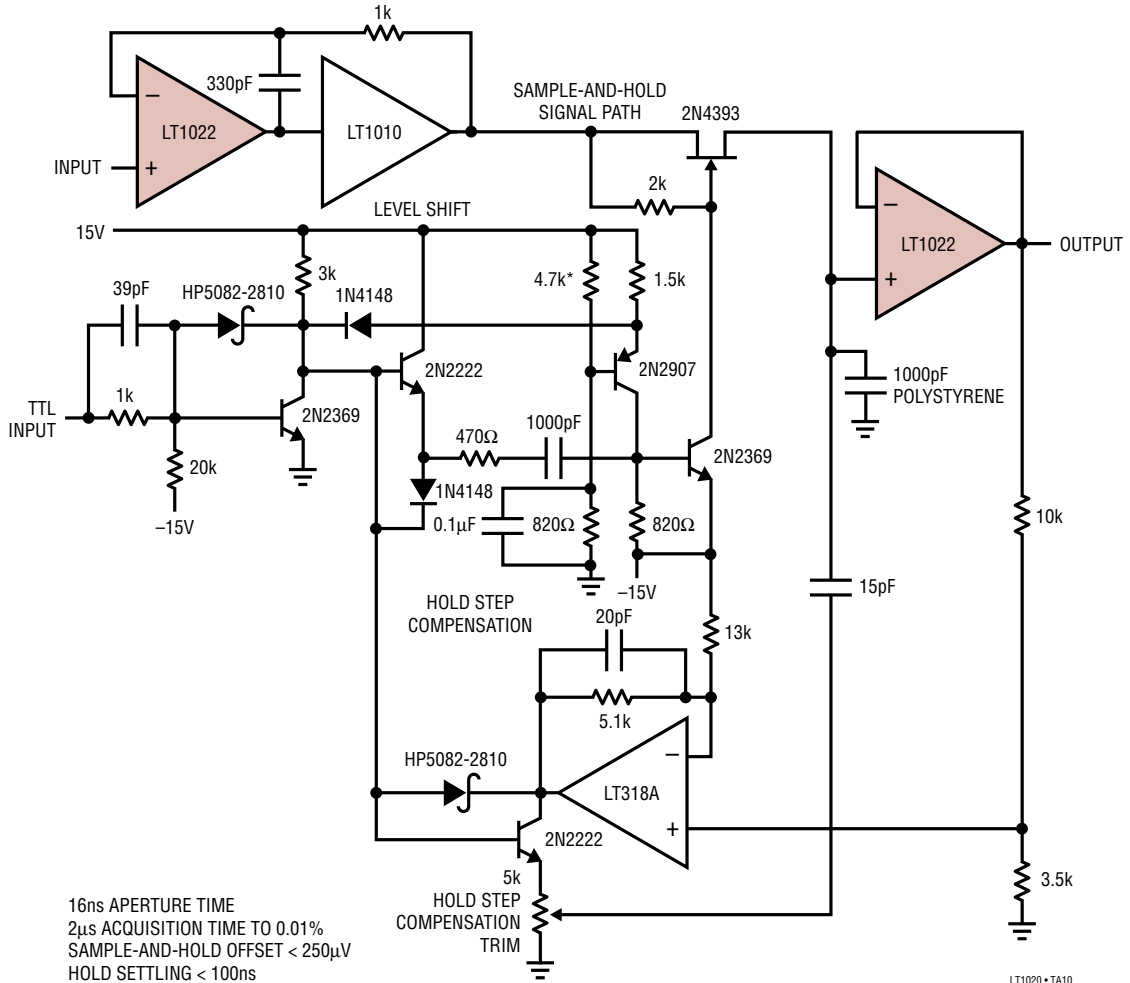 1k
330pF
LT1022
LT1010
−
+
INPUT
SAMPLE-AND-HOLD
SIGNAL PATH
2N4393
2k
−
LT1022
+
OUTPUT
LEVEL SHIFT
15V
3k
4.7k*
1.5k
39pF
HP5082-2810
1N4148
2N2222
2N2907
1000pF
POLYSTYRENE
TTL
INPUT
1k
2N2369
20k
−15V
470Ω
1000pF
2N2369
1N4148
0.1µF
820Ω
820Ω
−15V
10k
15pF
HOLD STEP
COMPENSATION
20pF
13k
5.1k
HP5082-2810
LT318A
−
+
2N2222
5k
HOLD STEP
COMPENSATION
TRIM
3.5k
16ns APERTURE TIME
2µs ACQUISITION TIME TO 0.01%
SAMPLE-AND-HOLD OFFSET < 250µV
HOLD SETTLING < 100ns
LT1020 • TA10